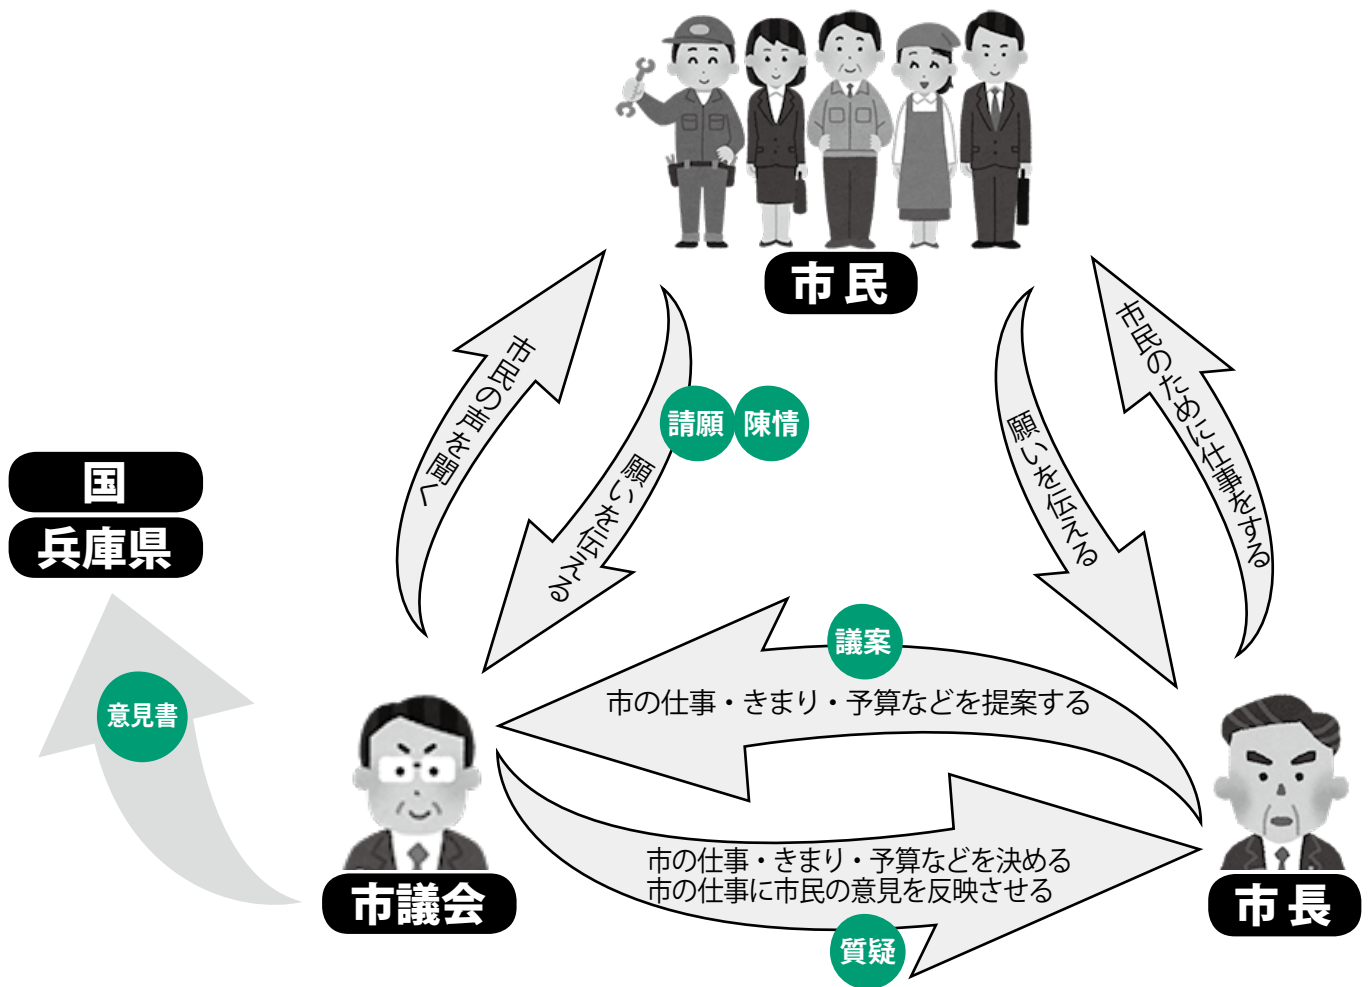 市民
市民の声を聞く
請願
陳情
願いを伝える
願いを伝える
市民のために仕事をする
国
兵庫県
意見書
議案
市の仕事・きまり・予算などを提案する
市の仕事・きまり・予算などを決める
市の仕事に市民の意見を反映させる
質疑
市議会
市長